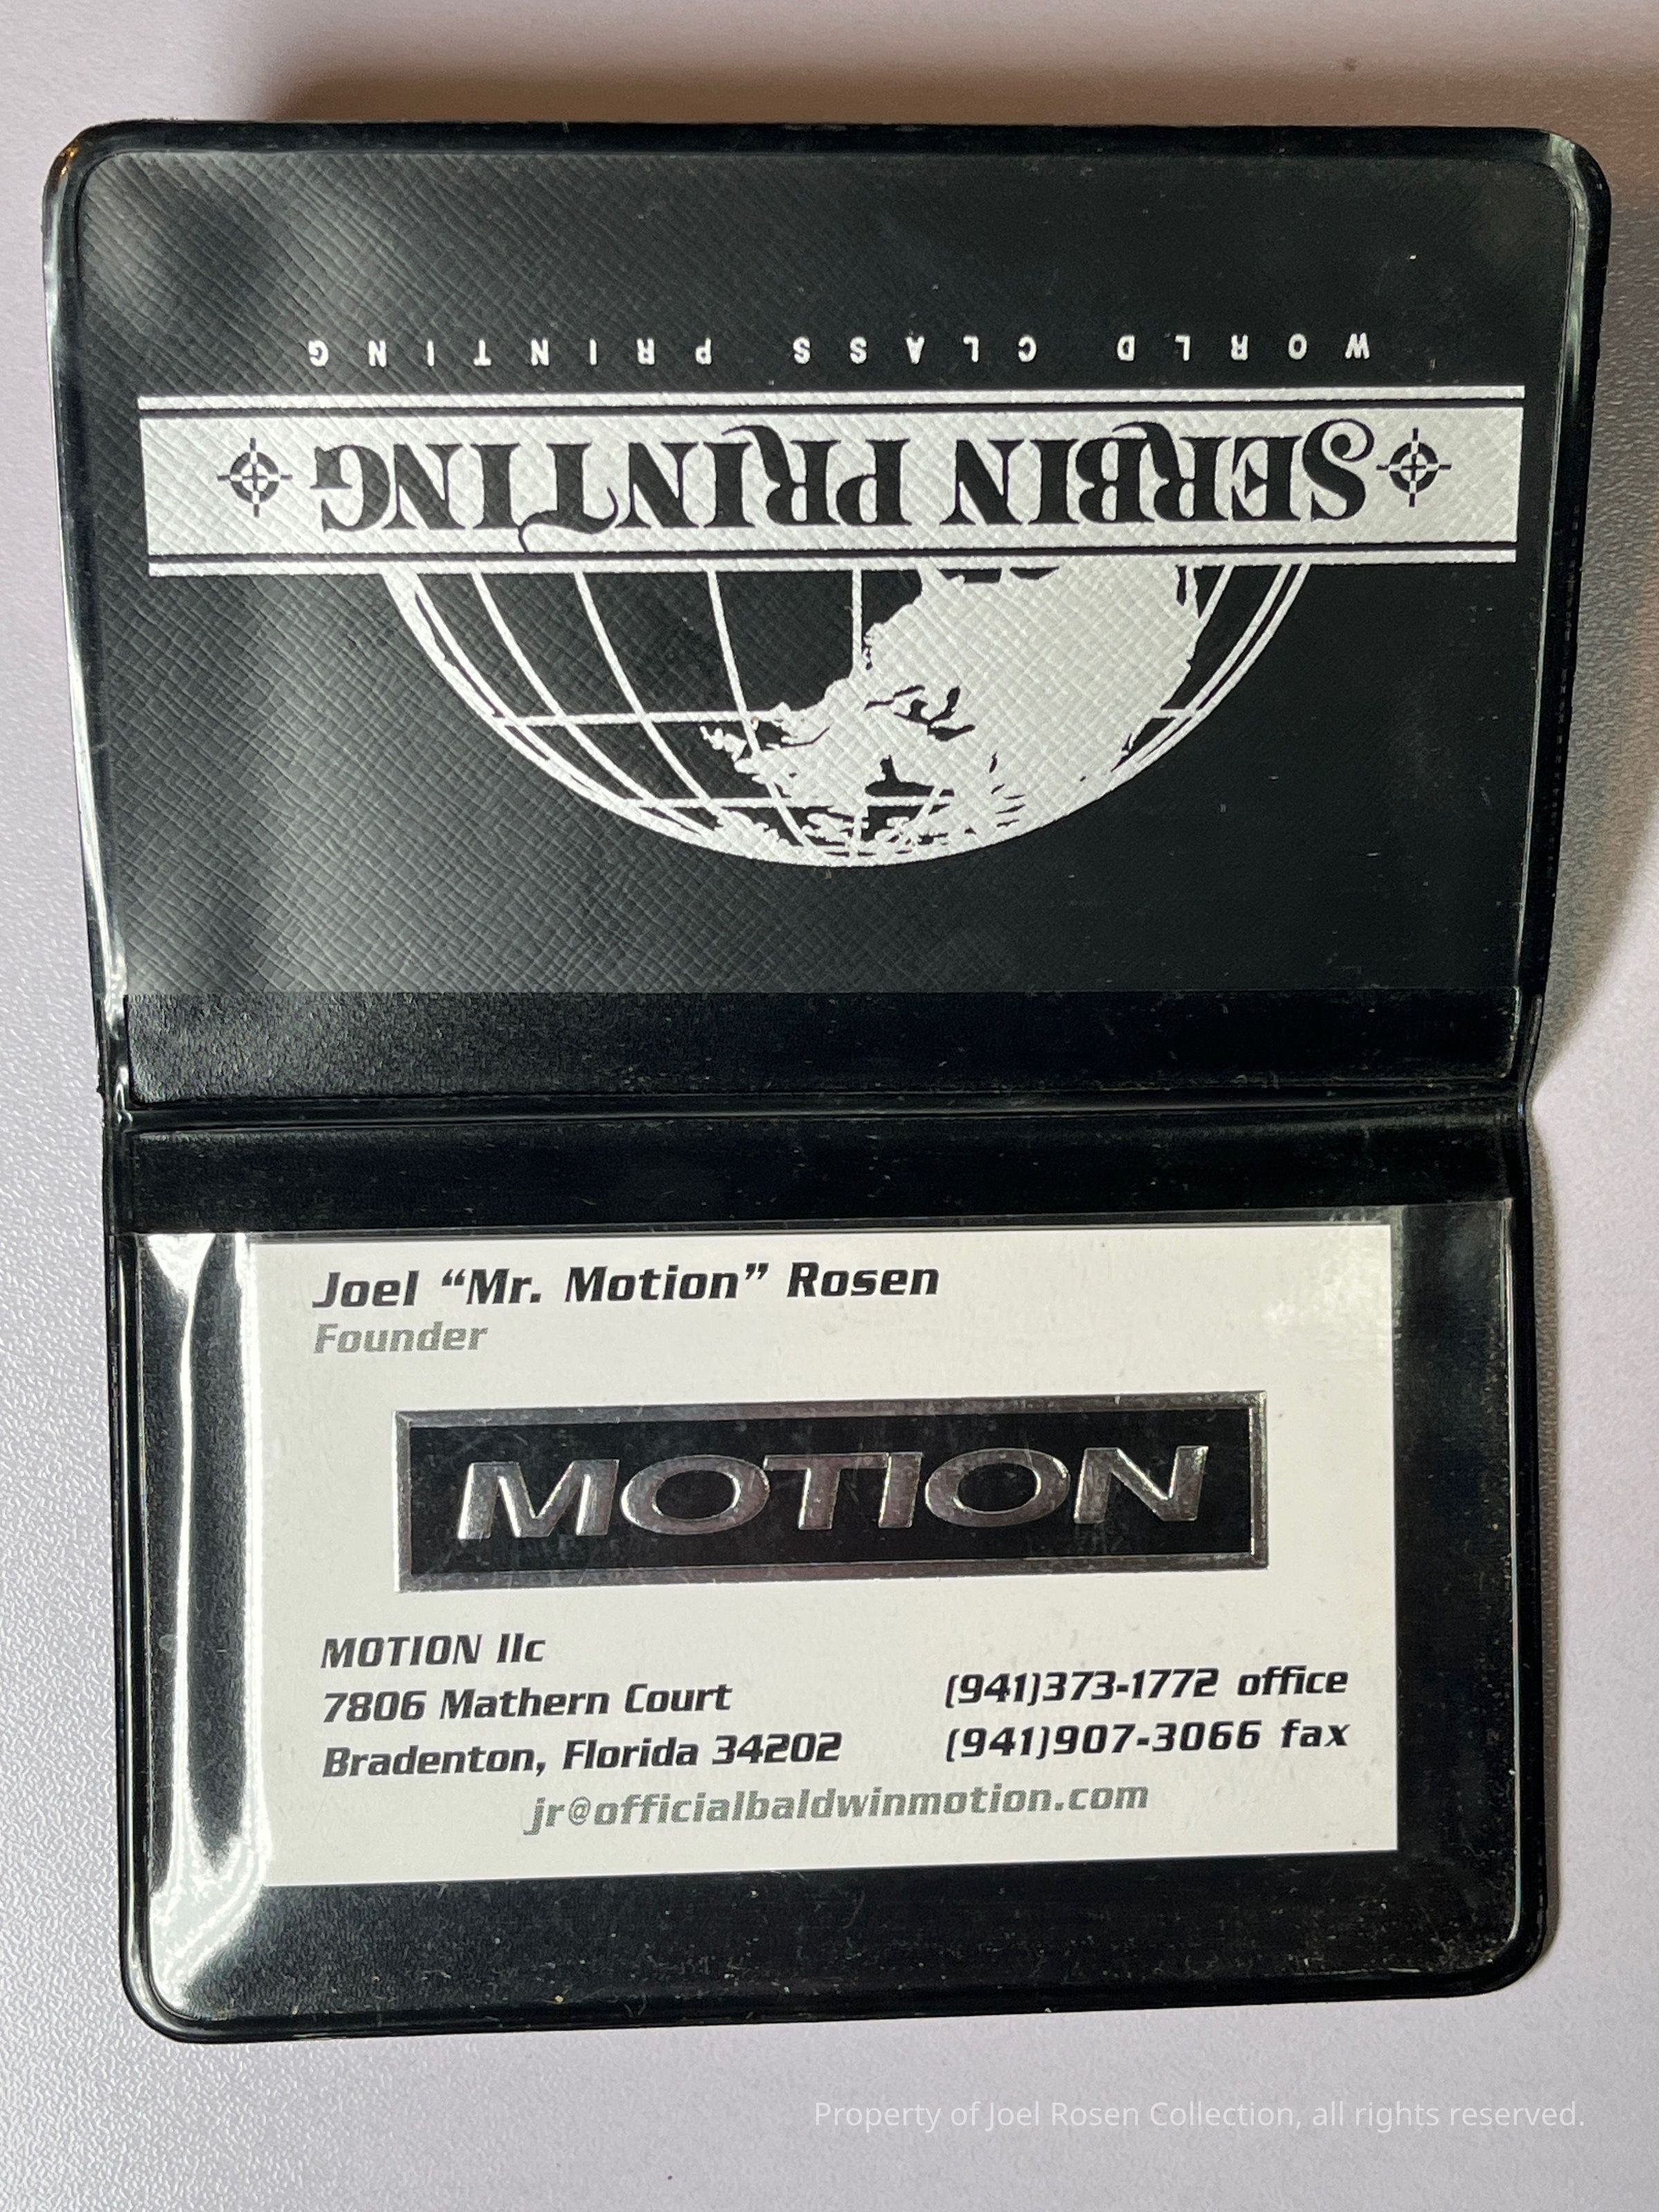 WORLD CLASS PRINTING
SERBIN PRINTING
Joel “Mr. Motion” Rosen
Founder
MOTION
MOTION llc
7806 Mathern Court
Bradenton, Florida 34202
(941)373-1772 office
(941)907-3066 fax
jr@officialbaldwinmotion.com
Property of Joel Rosen Collection, all rights reserved.